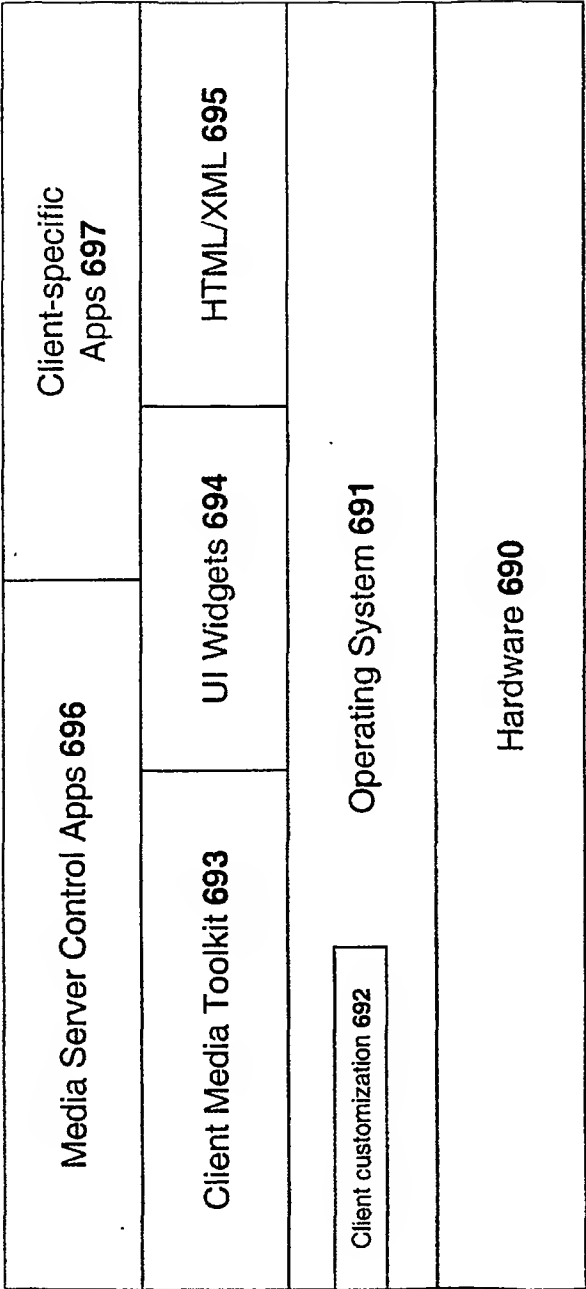 Media Server Control Apps 696
Client-specific
Apps 697
Client Media Toolkit 693
UI Widgets 694
HTML/XML 695
Client customization 692
Operating System 691
Hardware 690